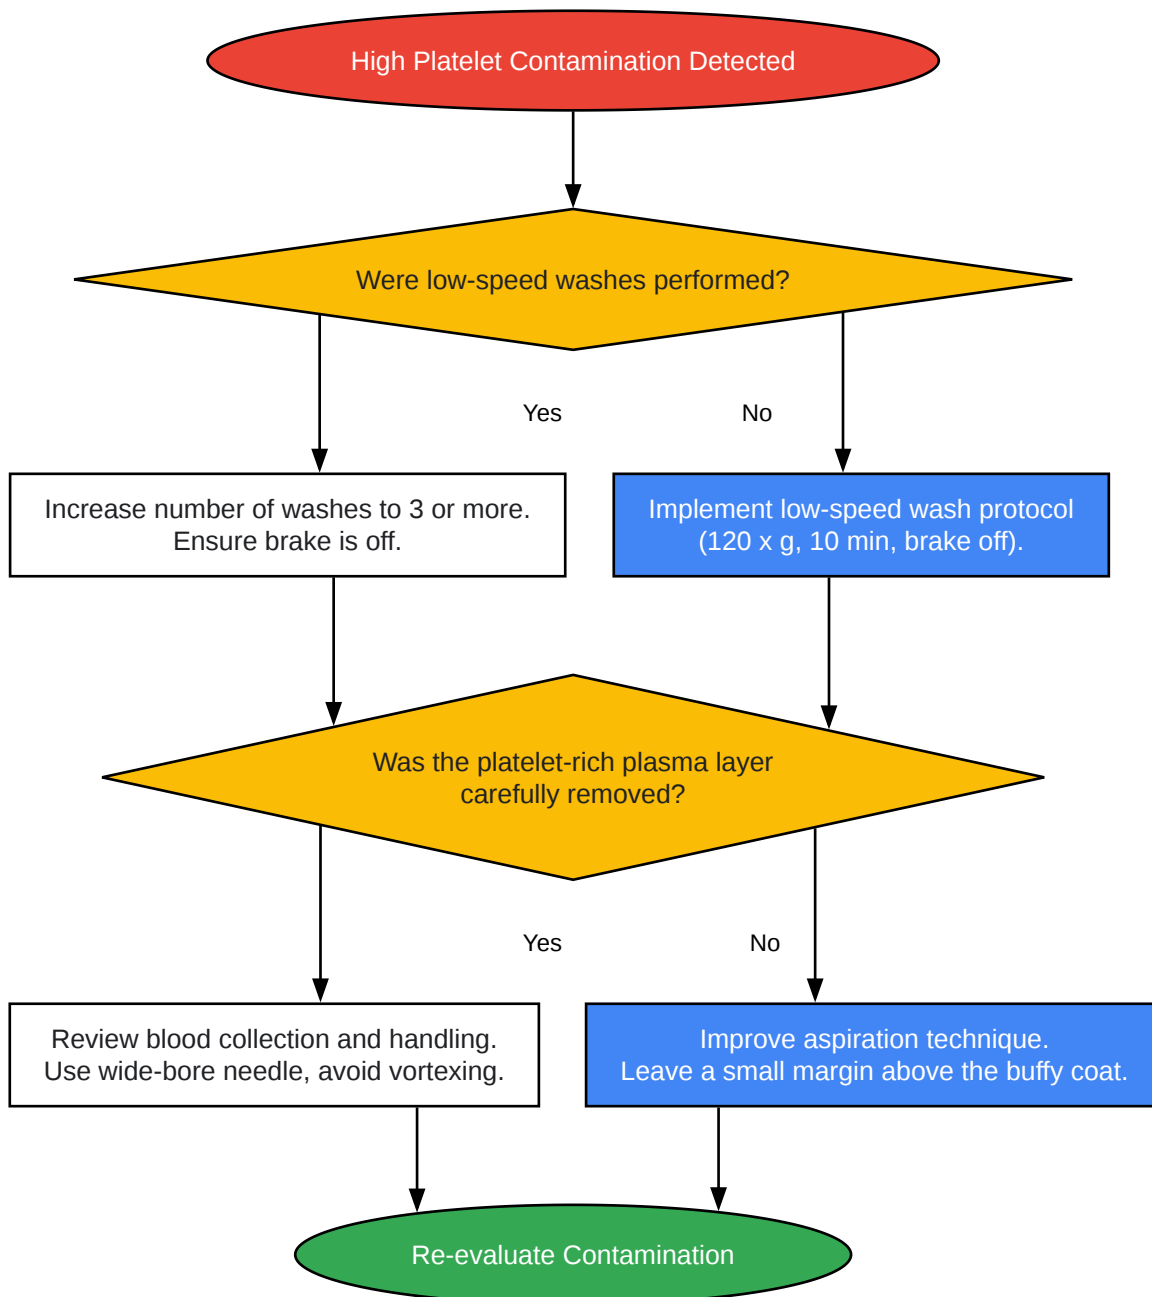 High Platelet Contamination Detected
Were low-speed washes performed?
Yes
No
Increase number of washes to 3 or more.
Ensure brake is off.
Implement low-speed wash protocol
(120 x g, 10 min, brake off).
Was the platelet-rich plasma layer
carefully removed?
Yes
No
Review blood collection and handling.
Use wide-bore needle, avoid vortexing.
Improve aspiration technique.
Leave a small margin above the buffy coat.
Re-evaluate Contamination